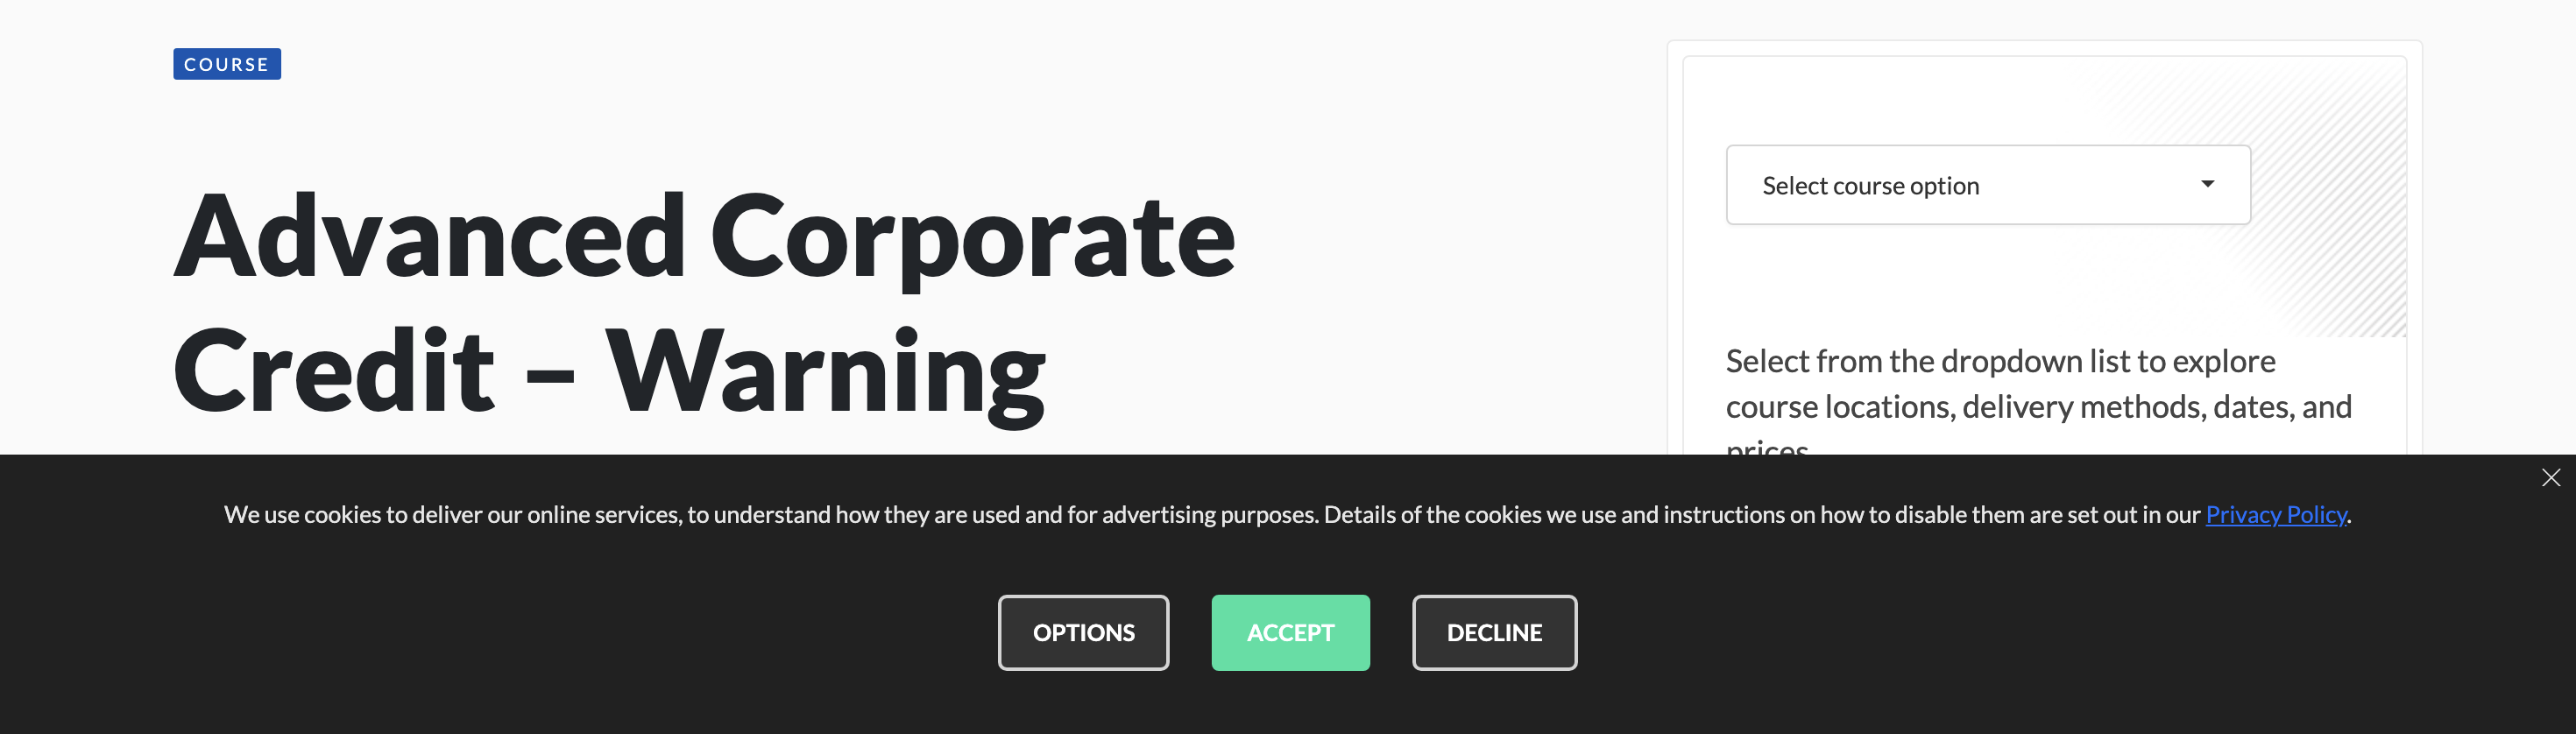 COURSE
Advanced Corporate
Credit – Warning
Select course option
Select from the dropdown list to explore
course locations, delivery methods, dates, and
prices
We use cookies to deliver our online services, to understand how they are used and for advertising purposes. Details of the cookies we use and instructions on how to disable them are set out in our Privacy Policy.
OPTIONS
ACCEPT
DECLINE